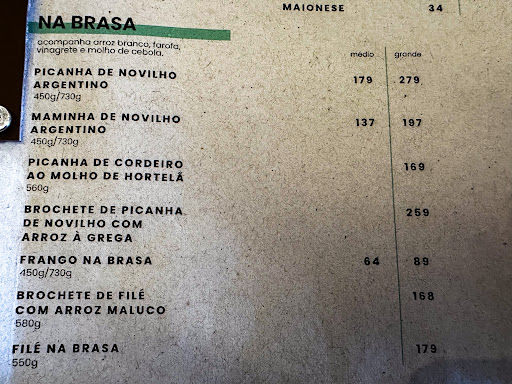 MAIONESE 34
NA BRASA
acompanha arroz branco, farofa,
vinagrete e molho de cebola.
médio grande
PICANHA DE NOVILHO
ARGENTINO 179 279
450g/730g
MAMINHA DE NOVILHO
ARGENTINO 137 197
450g/730g
PICANHA DE CORDEIRO
AO MOLHO DE HORTELÃ 169
560g
BROCHETE DE PICANHA
DE NOVILHO COM 259
ARROZ À GREGA
FRANGO NA BRASA 64 89
450g/730g
BROCHETE DE FILÉ 168
COM ARROZ MALUCO
580g
FILÉ NA BRASA 179
550g